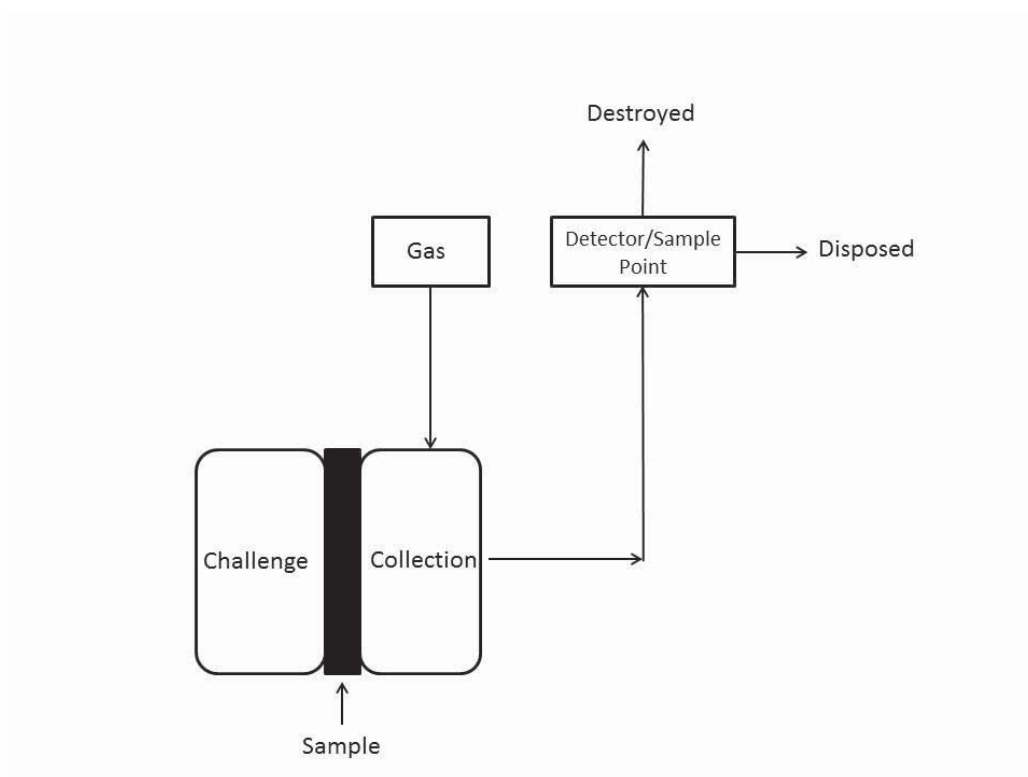 Destroyed
Gas
Detector/Sample
Point
Disposed
Challenge
Collection
Sample